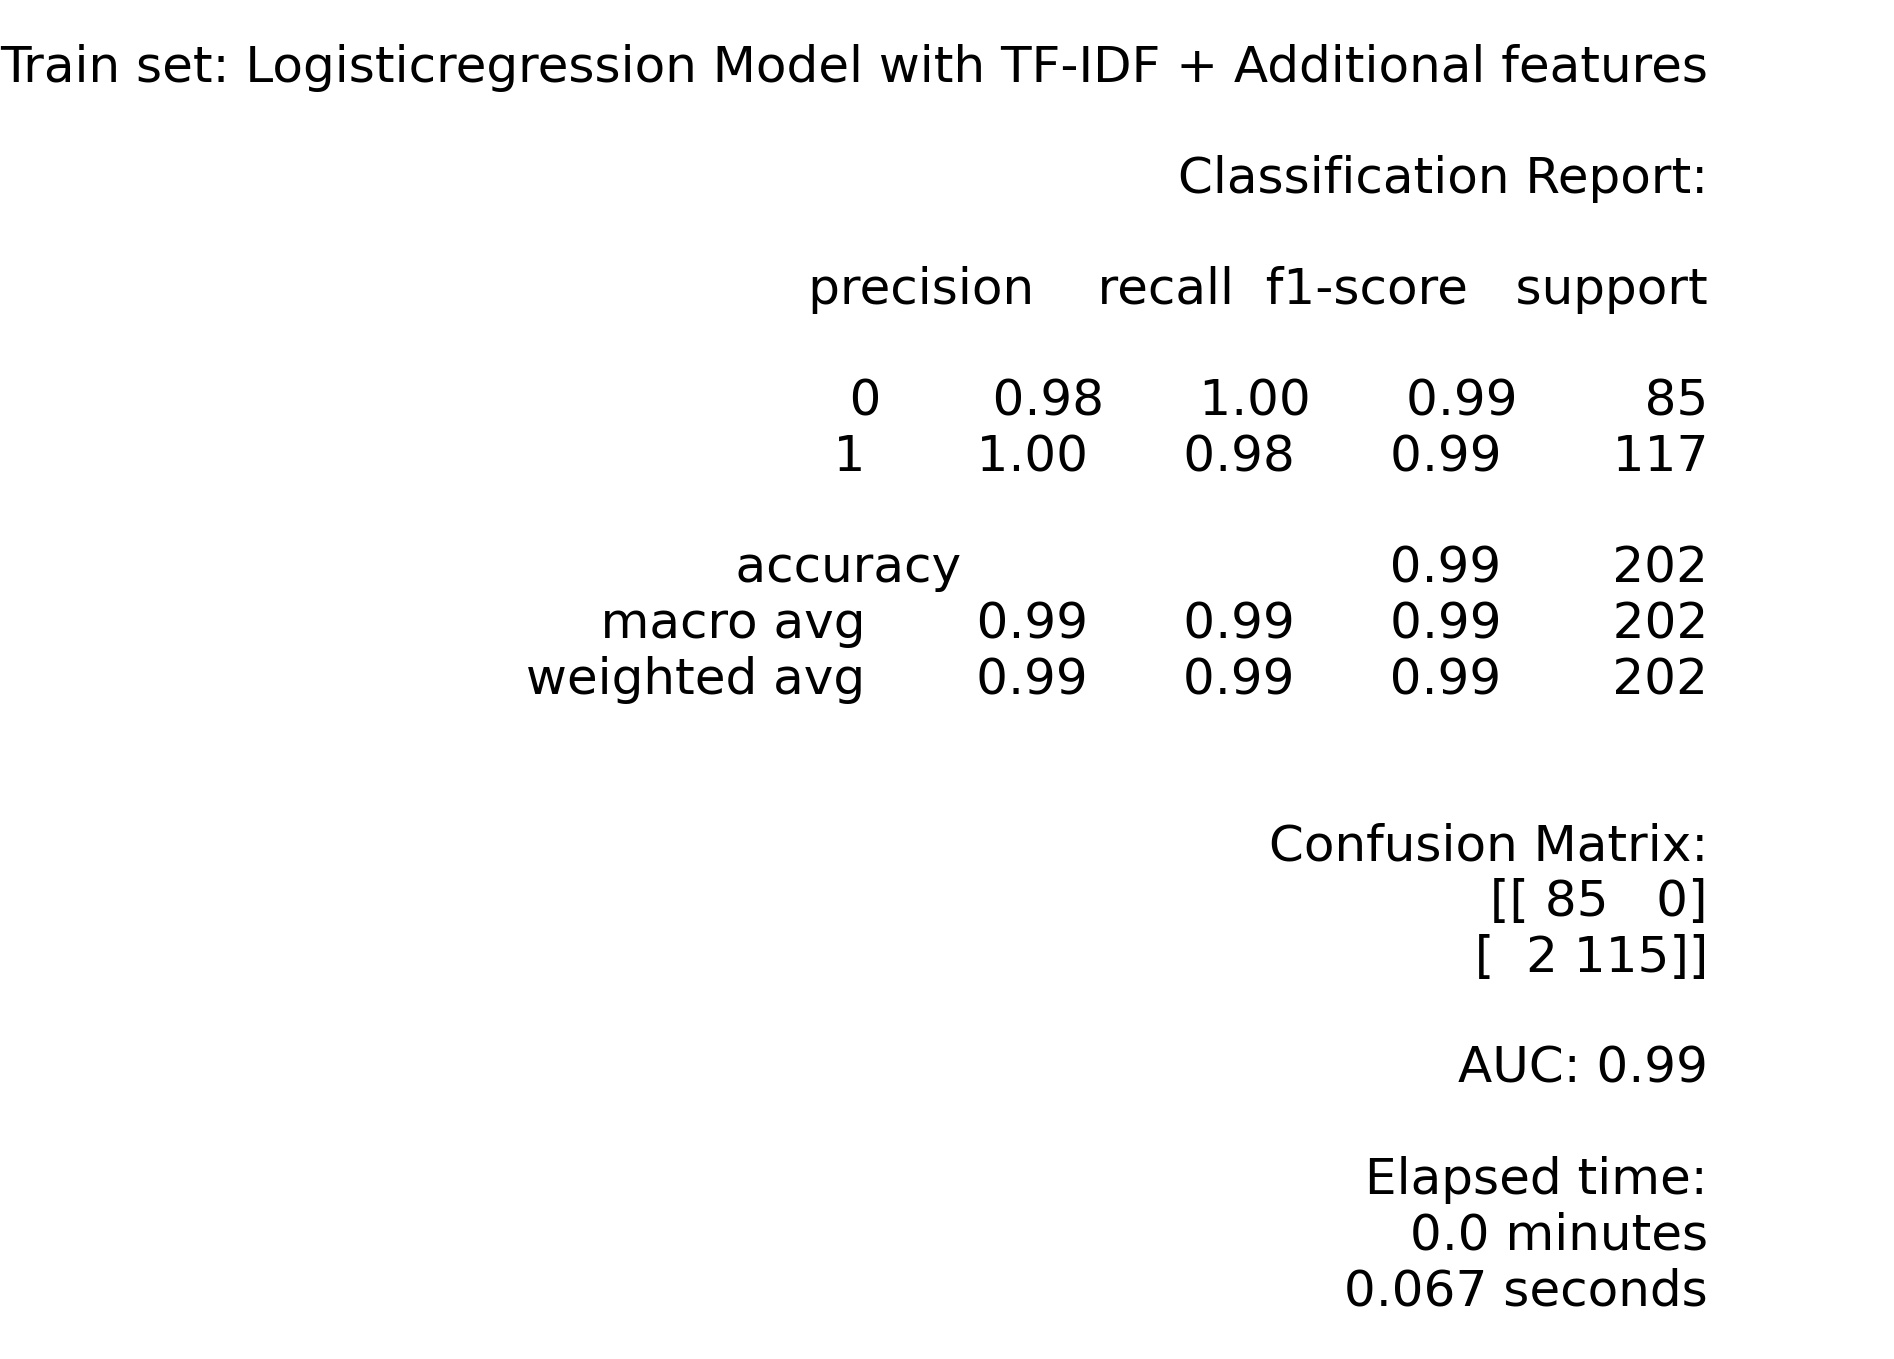 Train set: Logisticregression Model with TF-IDF + Additional features
Classification Report:
precision    recall  f1-score   support
0       0.98      1.00      0.99        85
1       1.00      0.98      0.99       117
accuracy                           0.99       202
macro avg       0.99      0.99      0.99       202
weighted avg       0.99      0.99      0.99       202
Confusion Matrix:
[[ 85   0]
[  2 115]]
AUC: 0.99
Elapsed time:
0.0 minutes
0.067 seconds